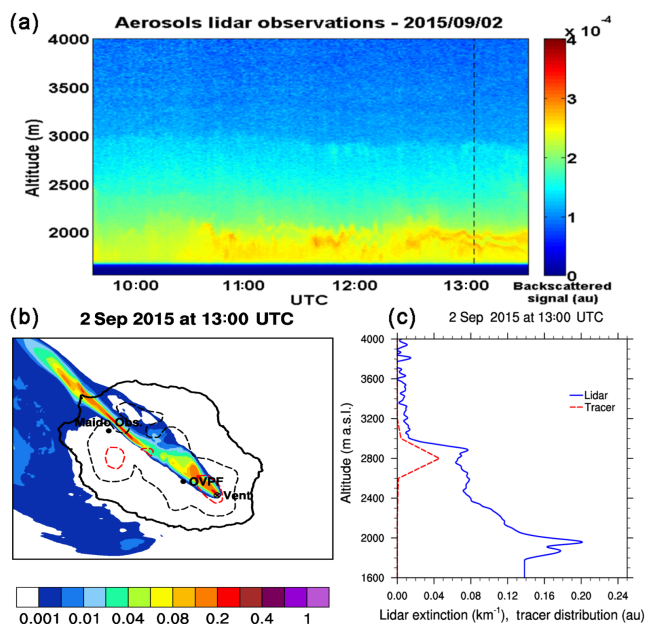 (a)
Aerosols lidar observations - 2015/09/02
x 10⁻⁴
Altitude (m)
4000
3000
2500
2000
10:00
11:00
12:00
13:00
UTC
4
3
2
1
0
Backscattered
signal (au)
(b)
2 Sep 2015 at 13:00 UTC
Maido Obs.
OVPF
Vent
0.001 0.01 0.04 0.08 0.2 0.4 1
(c)
2 Sep 2015 at 13:00 UTC
Altitude (m a.s.l.)
4000
3600
3200
2800
2400
2000
1600
Lidar
Tracer
0.00 0.04 0.08 0.12 0.16 0.20 0.24
Lidar extinction (km⁻¹), tracer distribution (au)